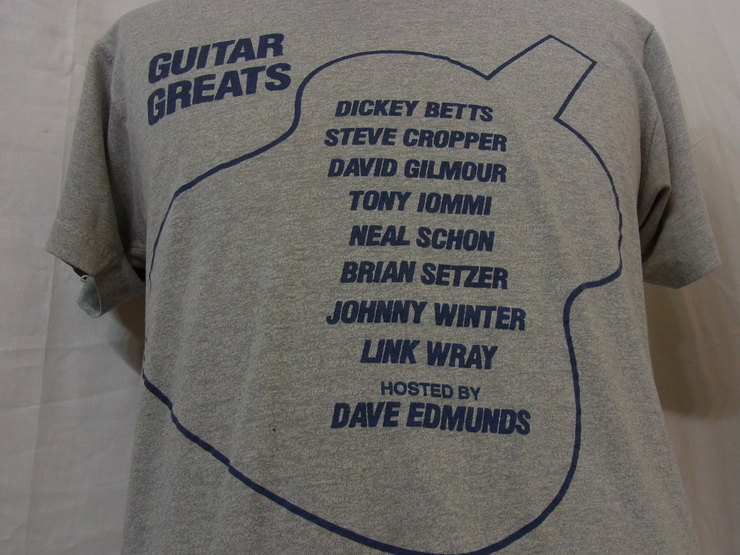 GUITAR
GREATS
DICKEY BETTS
STEVE CROPPER
DAVID GILMOUR
TONY IOMMI
NEAL SCHON
BRIAN SETZER
JOHNNY WINTER
LINK WRAY
HOSTED BY
DAVE EDMUNDS